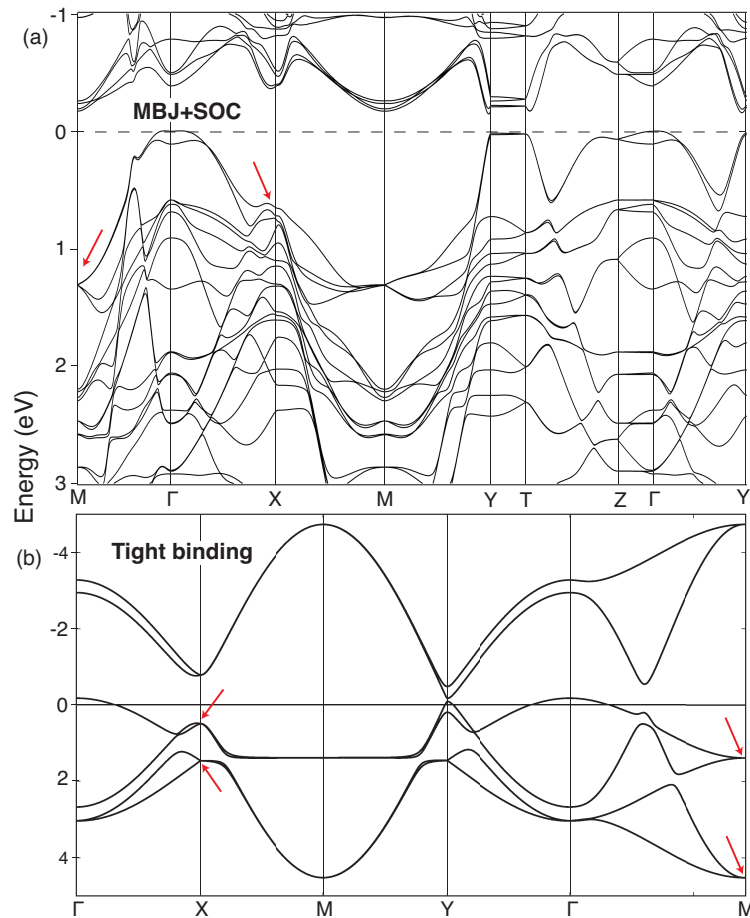 -1
(a)
MBJ+SOC
0
1
2
3
M Γ X M Y T Z Γ Y
Energy (eV)
(b)
Tight binding
-4
-2
0
2
4
Γ X M Y Γ M